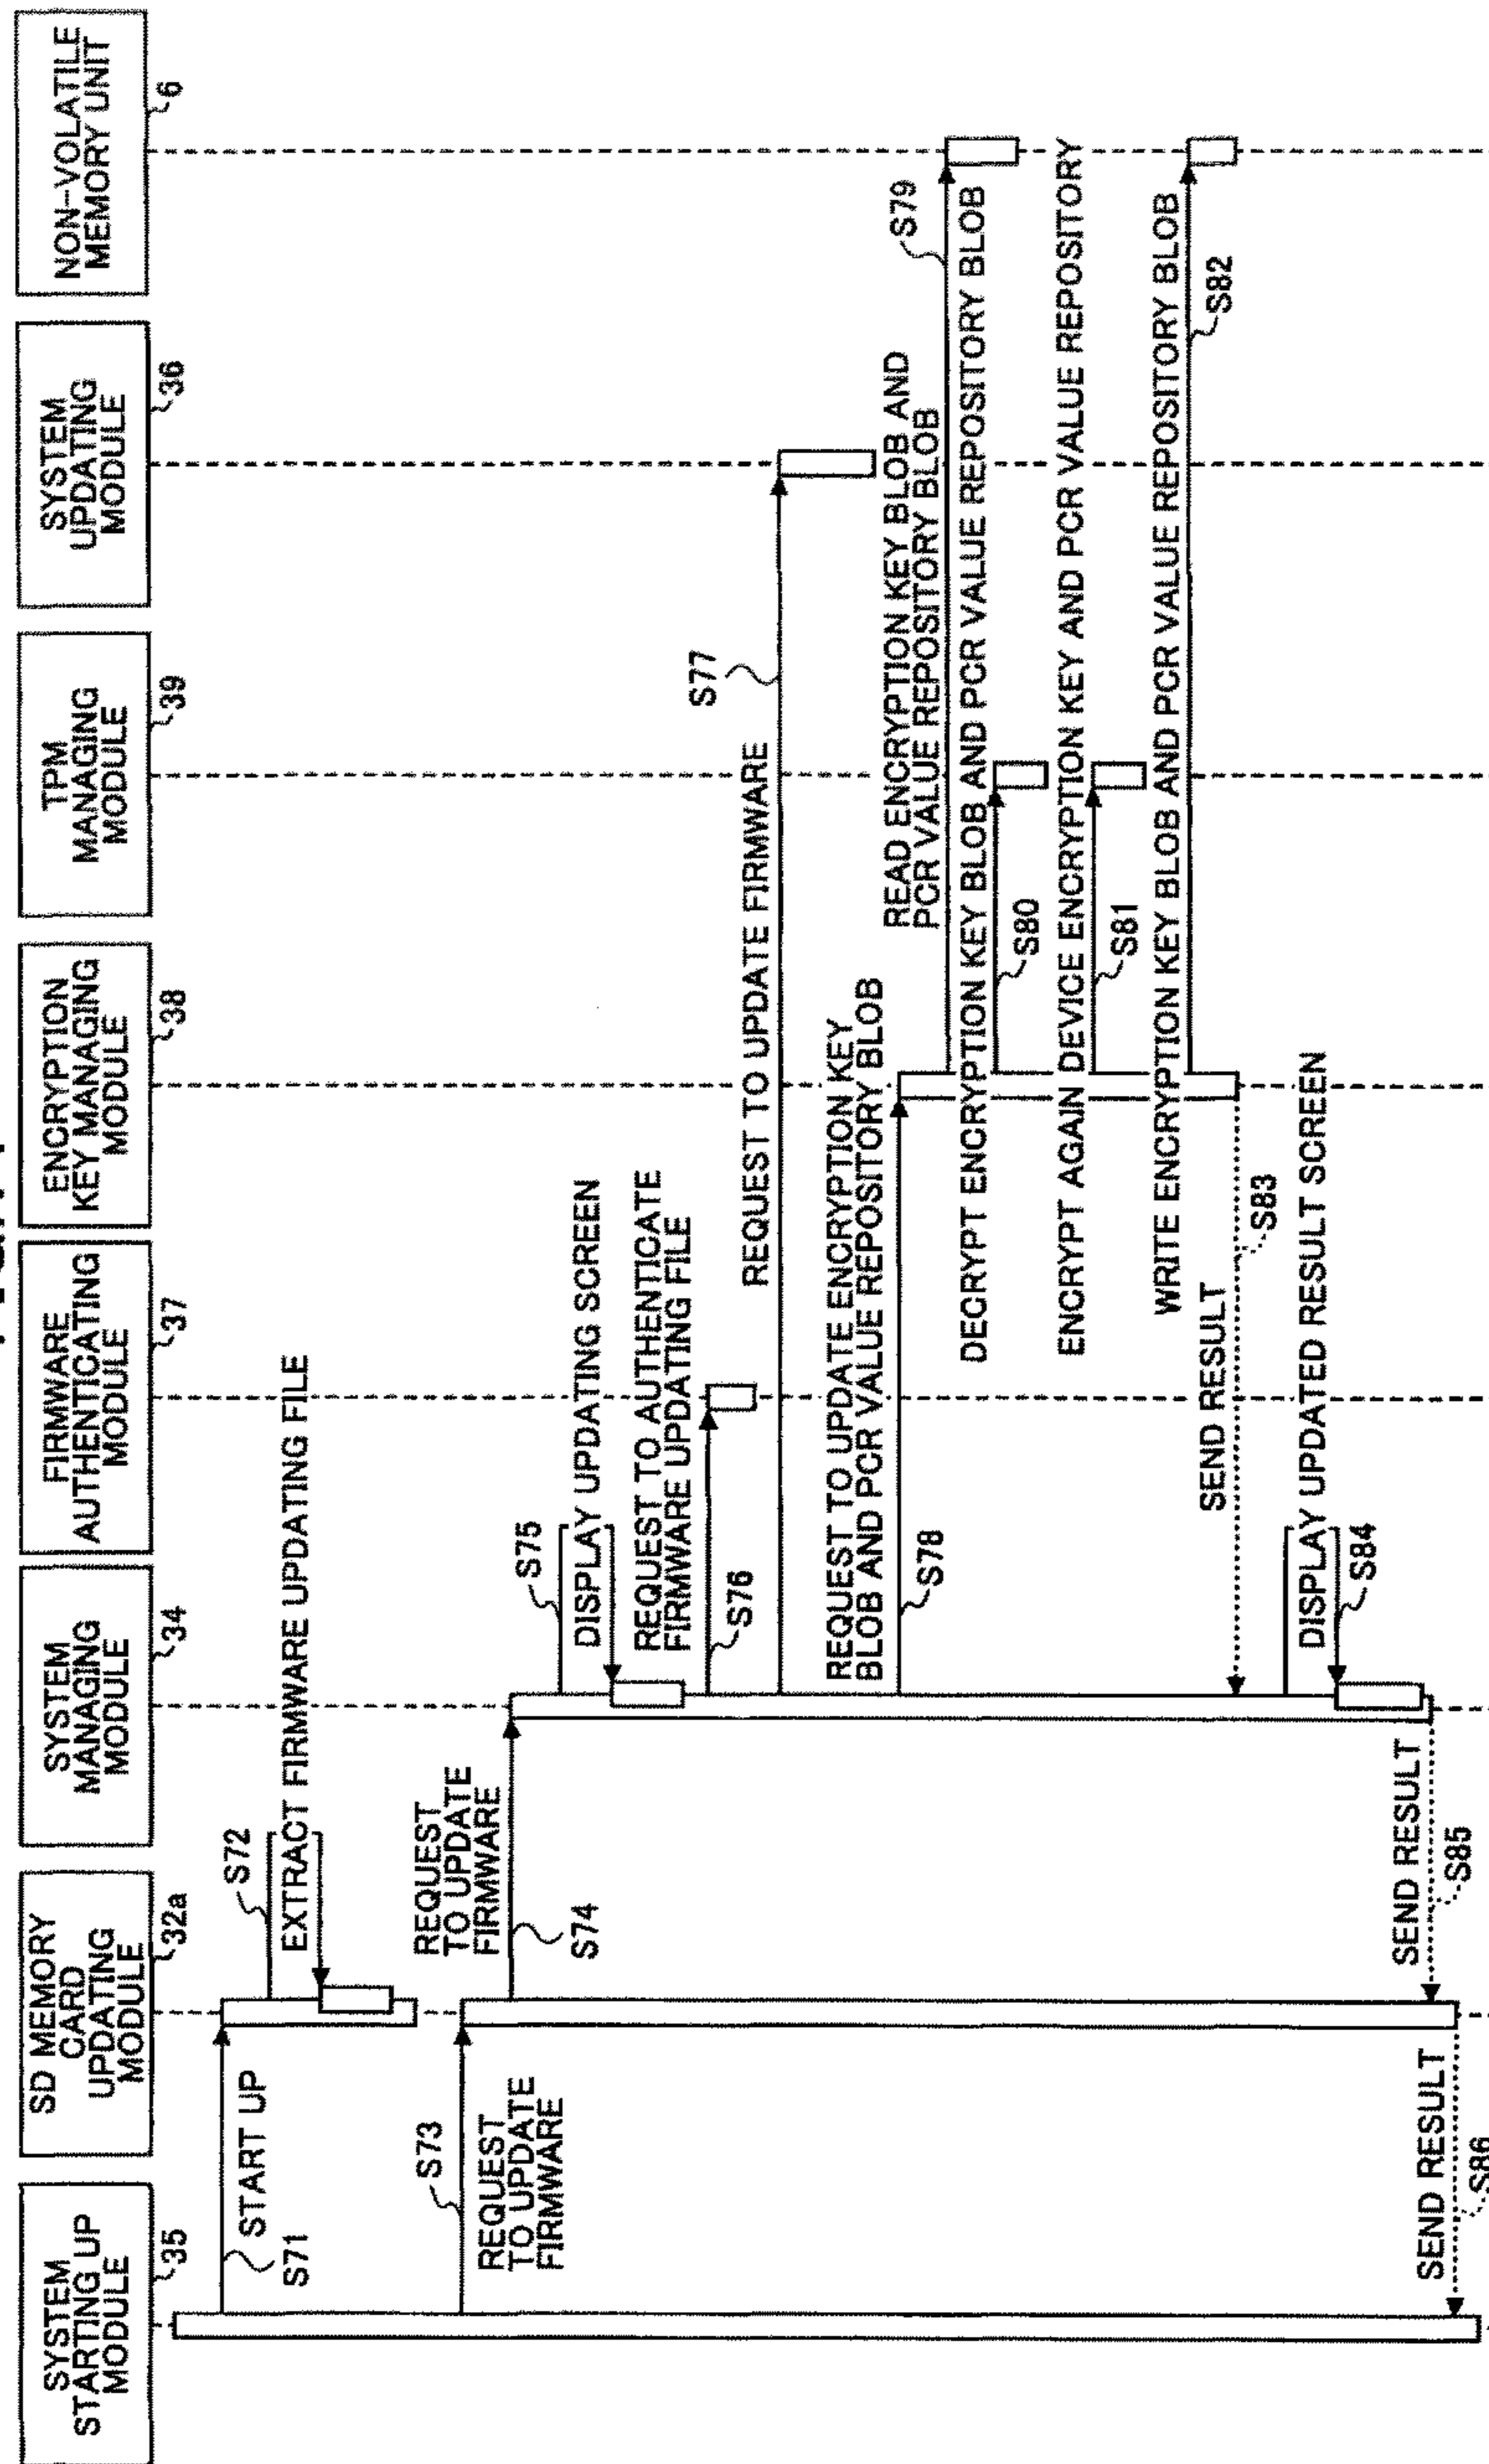 SYSTEM
STARTING UP
MODULE
35
SD MEMORY
CARD
UPDATING
MODULE
32a
SYSTEM
MANAGING
MODULE
34
FIRMWARE
AUTHENTICATING
MODULE
37
ENCRYPTION
KEY MANAGING
MODULE
38
TPM
MANAGING
MODULE
39
SYSTEM
UPDATING
MODULE
36
NON-VOLATILE
MEMORY UNIT
6
START UP
S71
S72
EXTRACT FIRMWARE UPDATING FILE
S73
REQUEST
TO UPDATE
FIRMWARE
REQUEST
TO UPDATE
FIRMWARE
S74
S75
DISPLAY UPDATING SCREEN
REQUEST TO AUTHENTICATE
FIRMWARE UPDATING FILE
S76
REQUEST TO UPDATE FIRMWARE
S77
REQUEST TO UPDATE ENCRYPTION KEY
BLOB AND PCR VALUE REPOSITORY BLOB
S78
READ ENCRYPTION KEY BLOB AND
PCR VALUE REPOSITORY BLOB
S79
DECRYPT ENCRYPTION KEY BLOB AND PCR VALUE REPOSITORY BLOB
S80
ENCRYPT AGAIN DEVICE ENCRYPTION KEY AND PCR VALUE REPOSITORY
S81
WRITE ENCRYPTION KEY BLOB AND PCR VALUE REPOSITORY BLOB
S82
SEND RESULT
S83
DISPLAY UPDATED RESULT SCREEN
S84
SEND RESULT
S85
SEND RESULT
S86